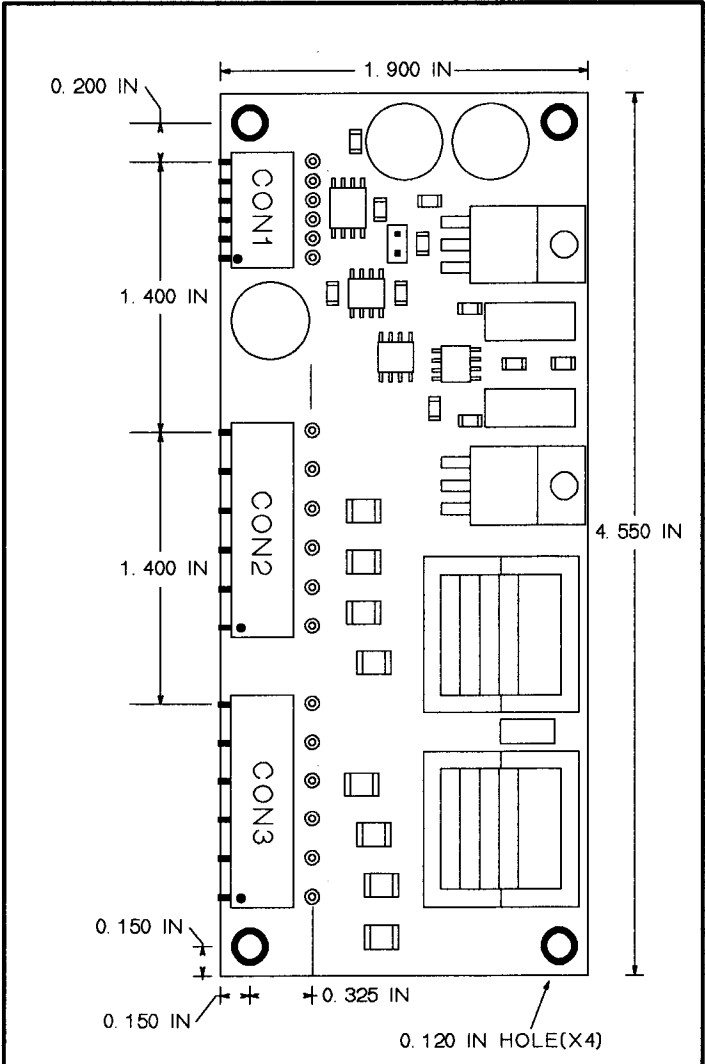 1. 900 IN
0. 200 IN
CON1
1. 400 IN
CON2
4. 550 IN
1. 400 IN
CON3
0. 150 IN
0. 325 IN
0. 150 IN
0. 120 IN HOLE(X4)